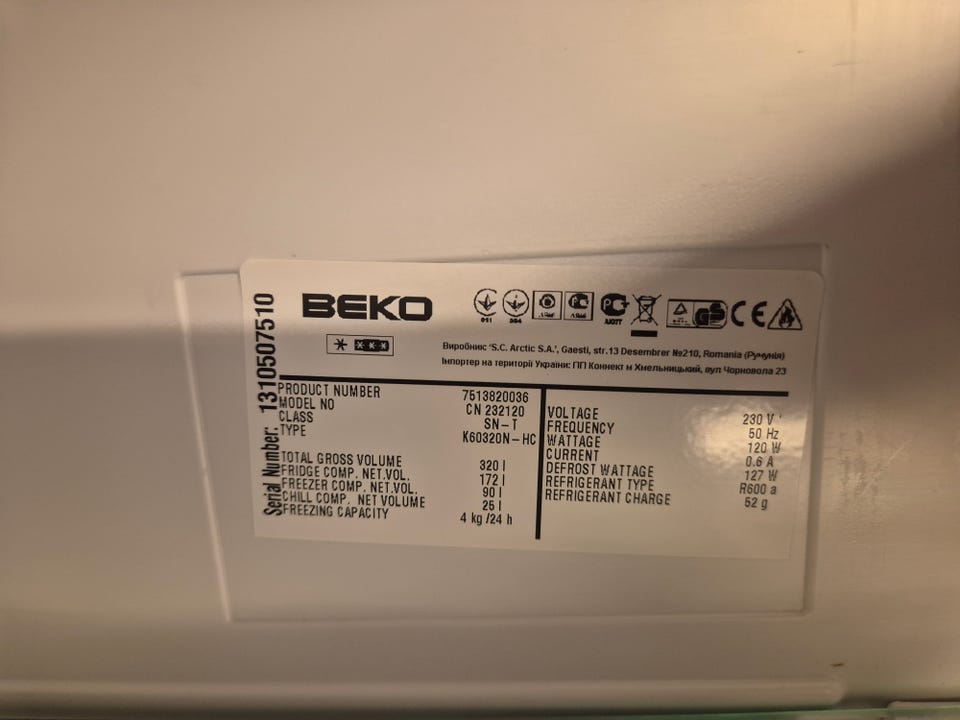 BEKO
Виробник 'S.C. Arctic S.A.', Gaesti, str.13 Desembrer №210, Romania (Румунія)
Імпортер на території України: ПП Коннект м Хмельницький, вул Чорновола 23
Serial Number: 1310507510
PRODUCT NUMBER 7513820036
MODEL NO CN 232120
CLASS SN-T
TYPE K60320N-HC
TOTAL GROSS VOLUME 320 l
FRIDGE COMP. NET.VOL. 172 l
FREEZER COMP. NET.VOL. 90 l
CHILL COMP. NET VOLUME 25 l
FREEZING CAPACITY 4 kg /24 h
VOLTAGE 230 V
FREQUENCY 50 Hz
WATTAGE 120 W
CURRENT 0.6 A
DEFROST WATTAGE 127 W
REFRIGERANT TYPE R600 a
REFRIGERANT CHARGE 52 g